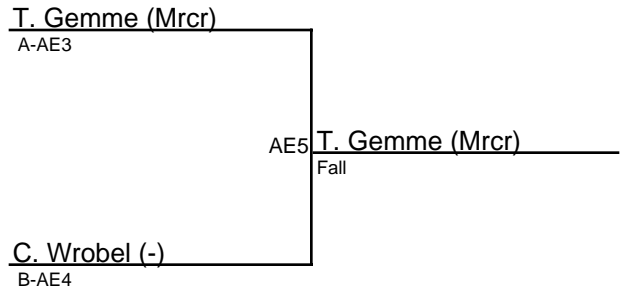 T. Gemme (Mrcr)
A-AE3
AE5 T. Gemme (Mrcr)
Fall
C. Wrobel (-)
B-AE4